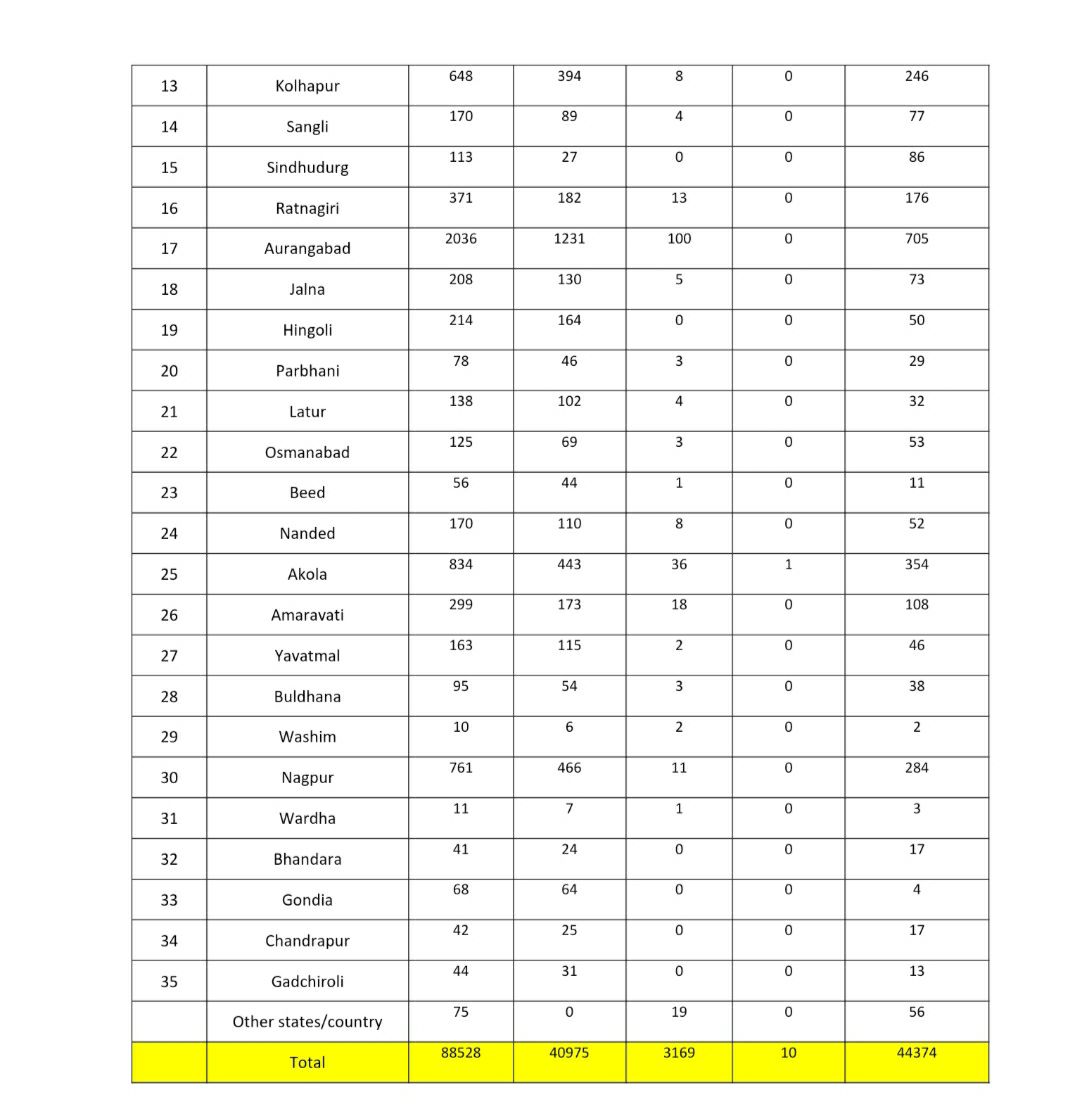 13 Kolhapur 648 394 8 0 246
14 Sangli 170 89 4 0 77
15 Sindhudurg 113 27 0 0 86
16 Ratnagiri 371 182 13 0 176
17 Aurangabad 2036 1231 100 0 705
18 Jalna 208 130 5 0 73
19 Hingoli 214 164 0 0 50
20 Parbhani 78 46 3 0 29
21 Latur 138 102 4 0 32
22 Osmanabad 125 69 3 0 53
23 Beed 56 44 1 0 11
24 Nanded 170 110 8 0 52
25 Akola 834 443 36 1 354
26 Amaravati 299 173 18 0 108
27 Yavatmal 163 115 2 0 46
28 Buldhana 95 54 3 0 38
29 Washim 10 6 2 0 2
30 Nagpur 761 466 11 0 284
31 Wardha 11 7 1 0 3
32 Bhandara 41 24 0 0 17
33 Gondia 68 64 0 0 4
34 Chandrapur 42 25 0 0 17
35 Gadchiroli 44 31 0 0 13
Other states/country 75 0 19 0 56
Total 88528 40975 3169 10 44374